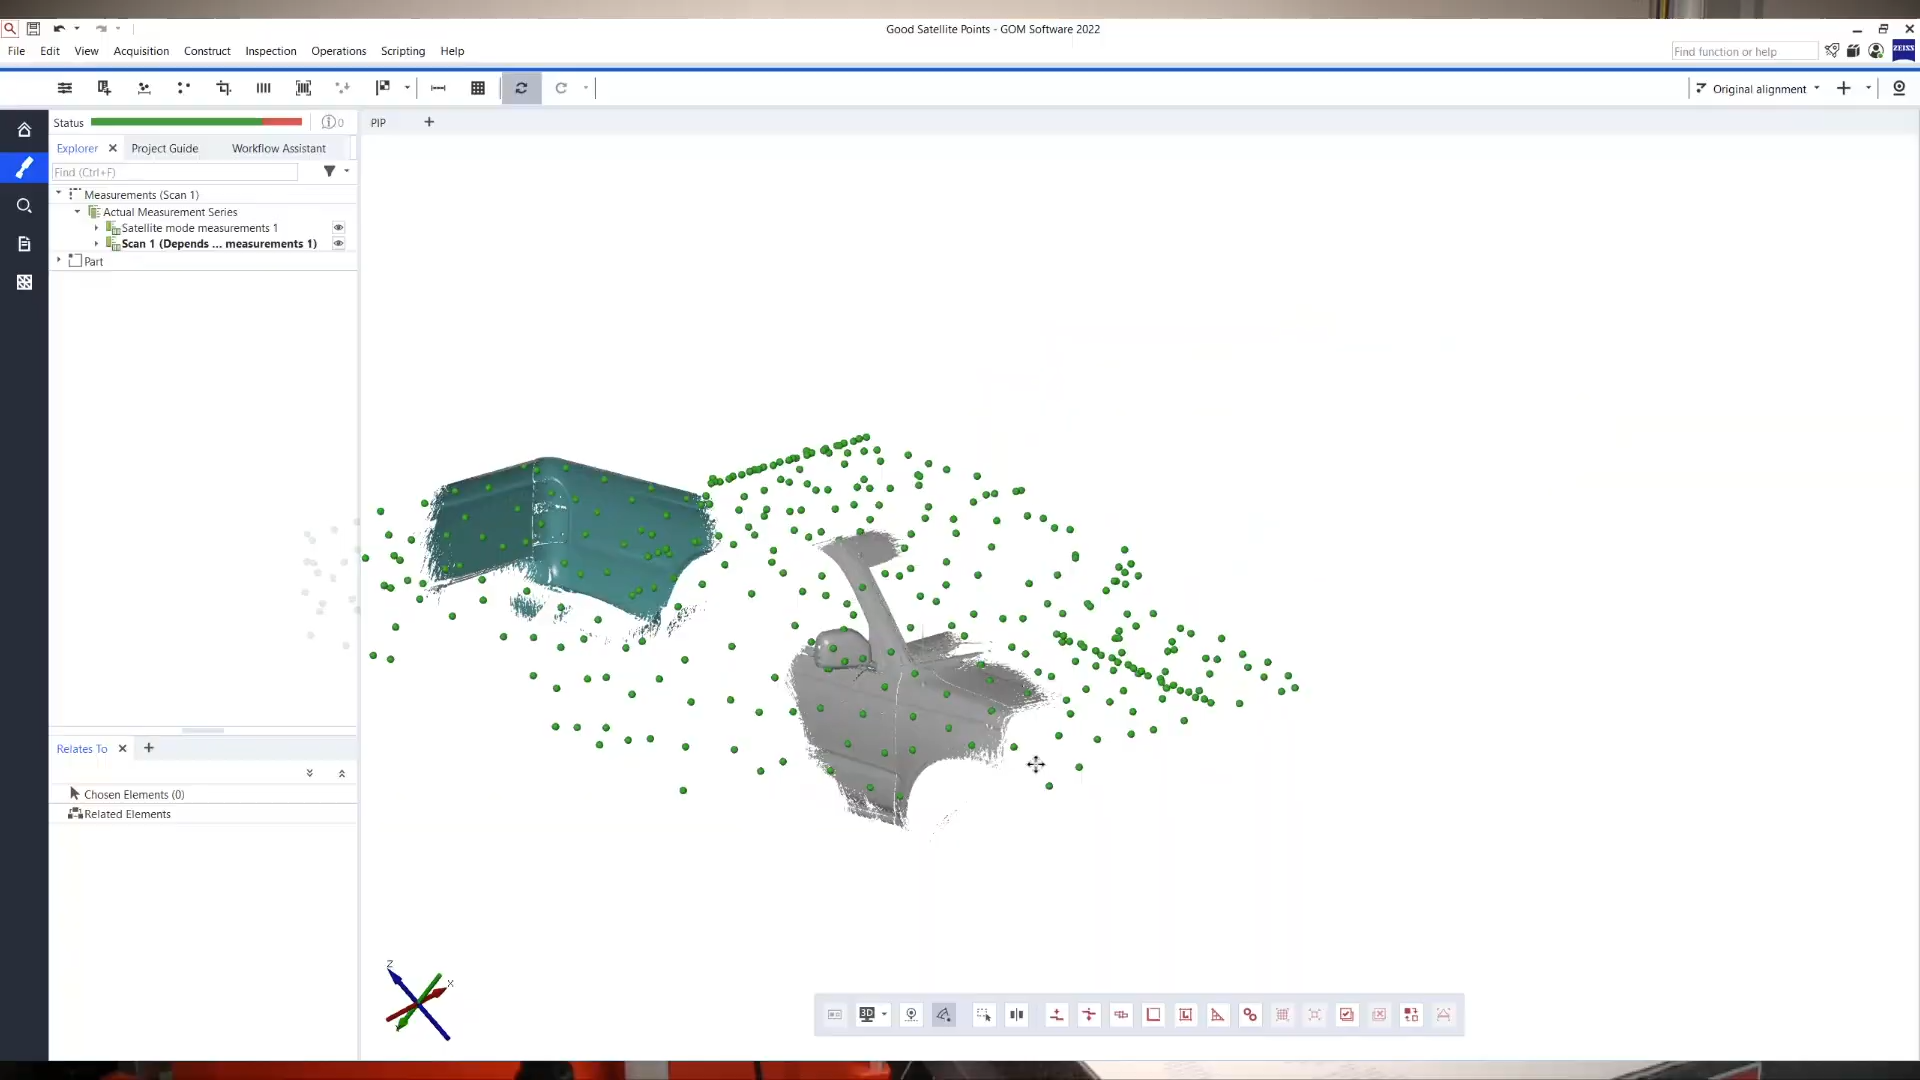 Good Satellite Points - GOM Software 2022
File Edit View Acquisition Construct Inspection Operations Scripting Help
Find function or help
ZEISS
Original alignment
Status
0
PIP
Explorer Project Guide Workflow Assistant
Find (Ctrl+F)
Measurements (Scan 1)
Actual Measurement Series
Satellite mode measurements 1
Scan 1 (Depends ... measurements 1)
Part
Relates To
Chosen Elements (0)
Related Elements
Z
X
Y
3D